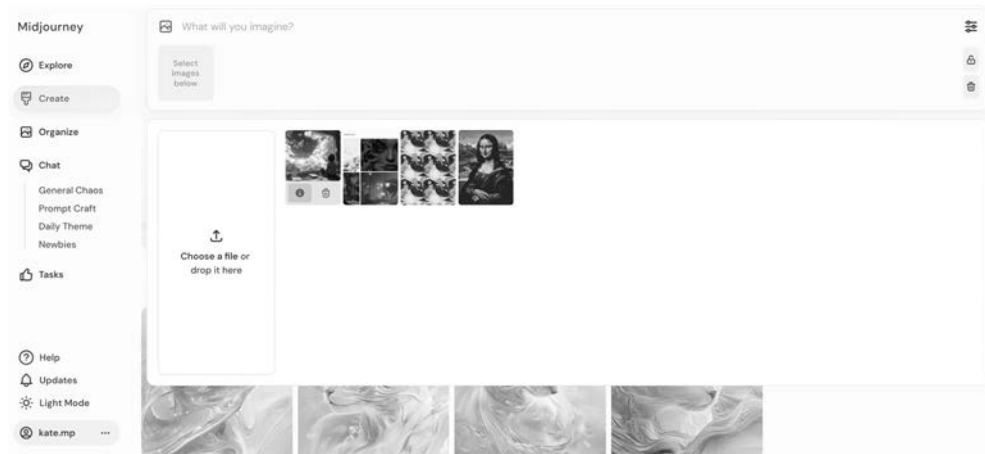 Midjourney
Explore
Create
Organize
Chat
General Chaos
Prompt Craft
Daily Theme
Newbies
Tasks
Help
Updates
Light Mode
kate.mp
What will you imagine?
Select
images
below
Choose a file or
drop it here